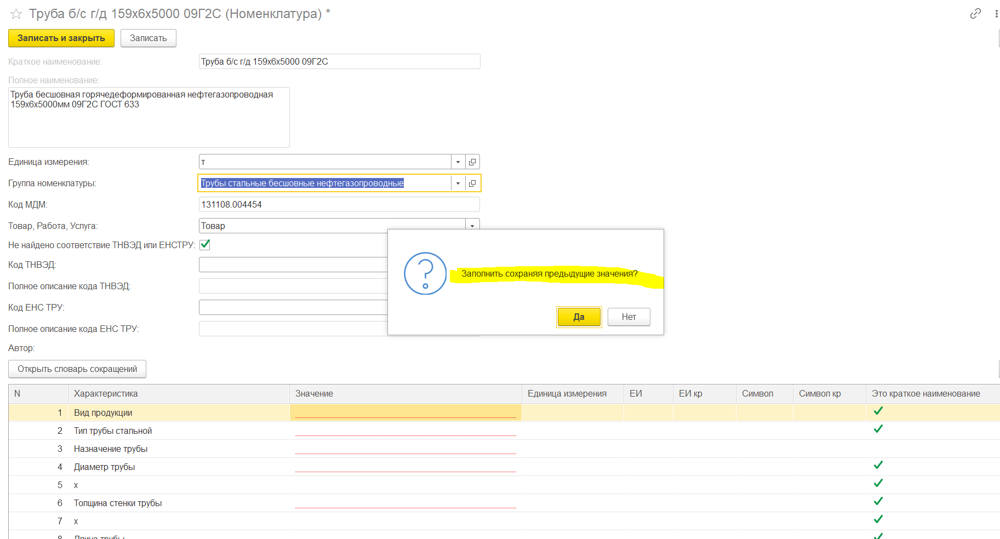 Труба б/с г/д 159х6х5000 09Г2С (Номенклатура) *
Записать и закрыть
Записать
Краткое наименование:
Труба б/с г/д 159х6х5000 09Г2С
Полное наименование:
Труба бесшовная горячедеформированная нефтегазопроводная
159х6х5000мм 09Г2С ГОСТ 633
Единица измерения:
т
Группа номенклатуры:
Трубы стальные бесшовные нефтегазопроводные
Код МДМ:
131108.004454
Товар, Работа, Услуга:
Товар
Не найдено соответствие ТНВЭД или ЕНСТРУ:
Код ТНВЭД:
Заполнить сохраняя предыдущие значения?
Полное описание кода ТНВЭД:
Код ЕНС ТРУ:
Да
Нет
Полное описание кода ЕНС ТРУ:
Автор:
Открыть словарь сокращений
N Характеристика Значение Единица измерения ЕИ ЕИ кр Символ Символ кр Это краткое наименование
1 Вид продукции
2 Тип трубы стальной
3 Назначение трубы
4 Диаметр трубы
5 х
6 Толщина стенки трубы
7 х
8 Длина трубы